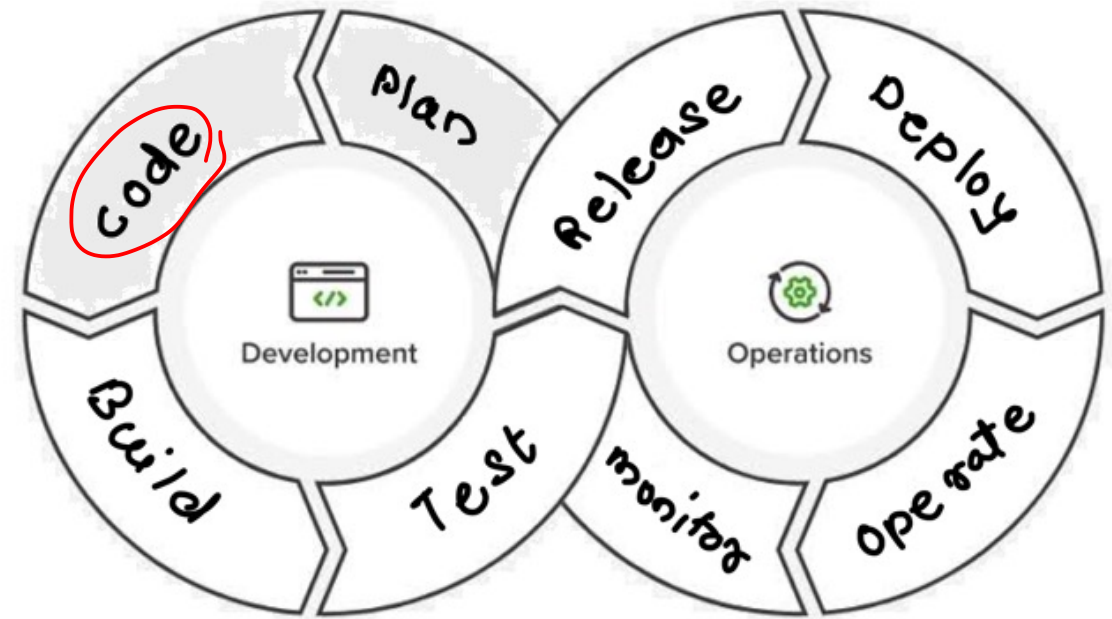 Plan
Code
Build
Test
Release
Deploy
Operate
Monitor
</>
Development
Operations